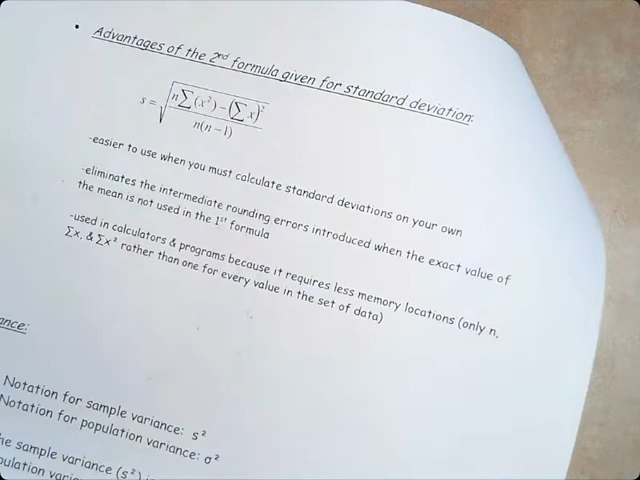 • Advantages of the 2nd formula given for standard deviation:
s = √((n∑(x²) − (∑x)²) / (n(n − 1)))
-easier to use when you must calculate standard deviations on your own
-eliminates the intermediate rounding errors introduced when the exact value of
the mean is not used in the 1st formula
-used in calculators & programs because it requires less memory locations (only n,
∑x, & ∑x² rather than one for every value in the set of data)
ance:
Notation for sample variance: s²
Notation for population variance: σ²
he sample variance (s²)